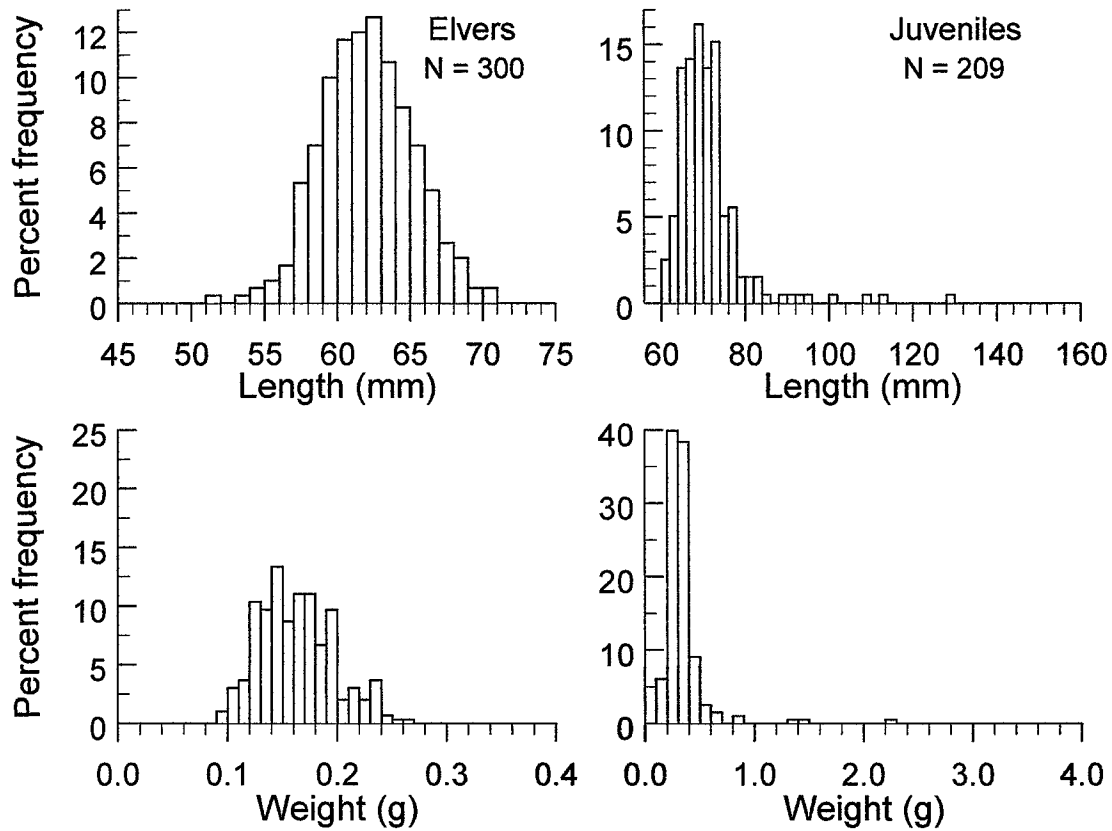 Elvers
N = 300
Percent frequency
12
10
8
6
4
2
0
45 50 55 60 65 70 75
Length (mm)
Juveniles
N = 209
15
10
5
0
60 80 100 120 140 160
Length (mm)
Percent frequency
25
20
15
10
5
0
0.0 0.1 0.2 0.3 0.4
Weight (g)
40
30
20
10
0
0.0 1.0 2.0 3.0 4.0
Weight (g)